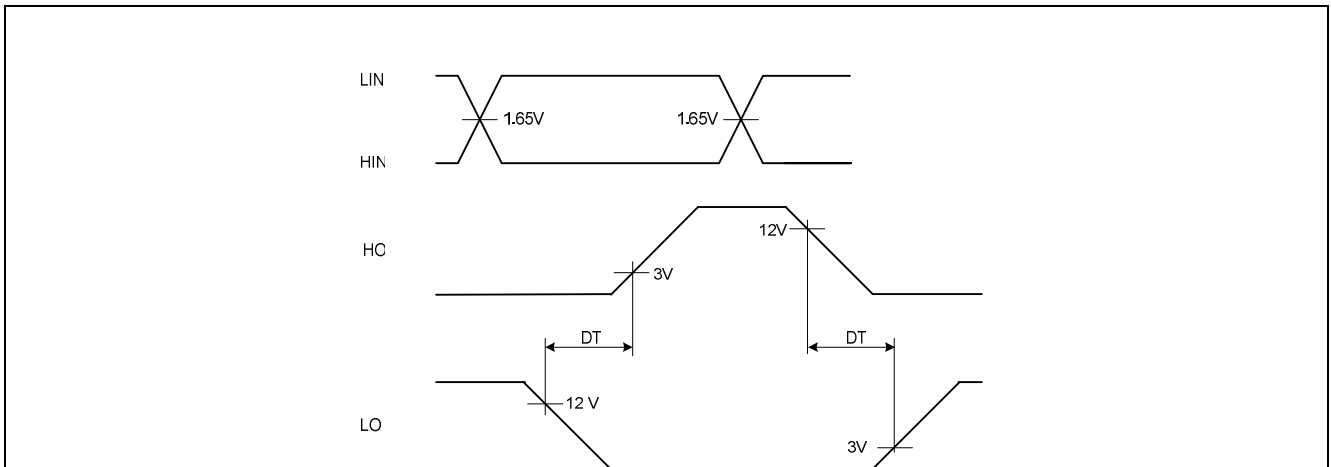 LIN
1.65V 1.65V
HIN
12V
HO
3V
DT DT
12 V
LO
3V